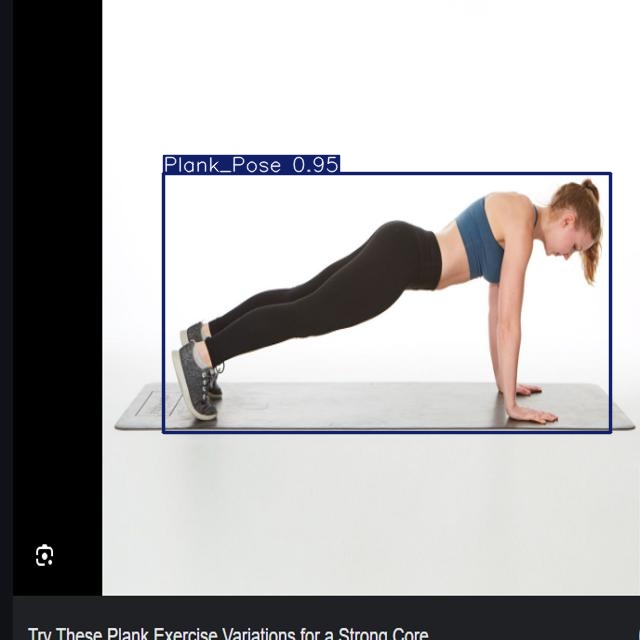 Plank_Pose 0.95
Try These Plank Exercise Variations for a Strong Core